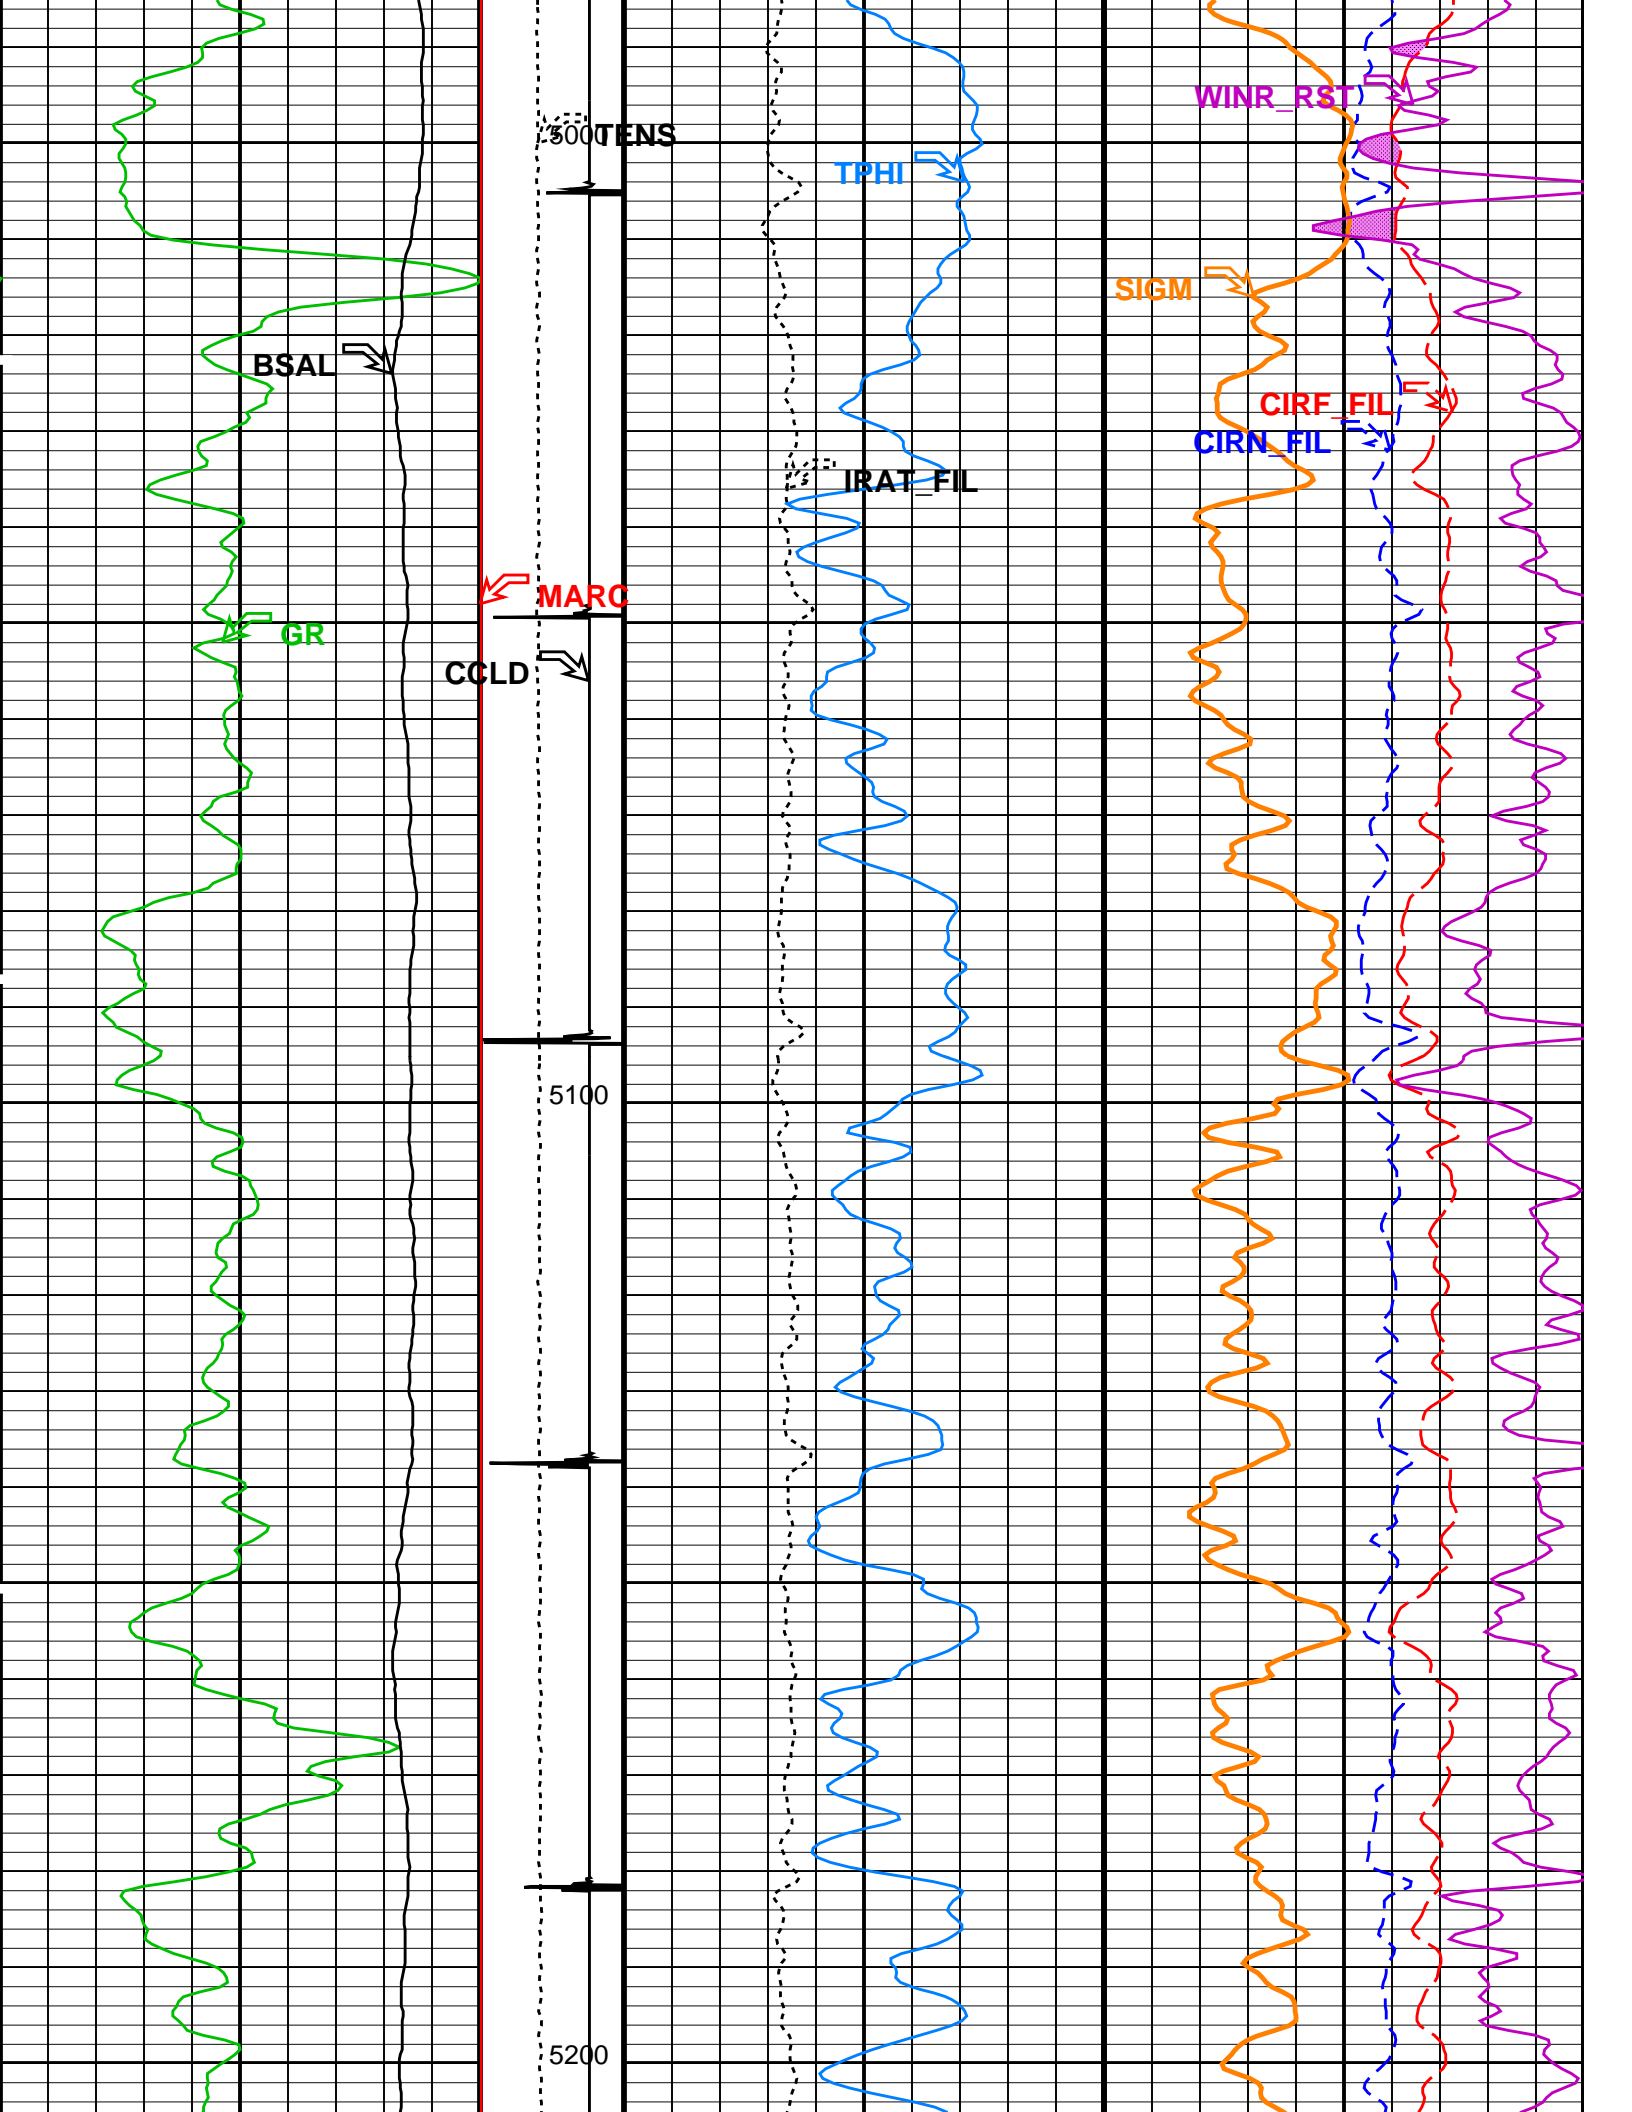 WINR_RST
5000
TENS
TPHI
SIGM
BSAL
CIRF_FIL
CIRN_FIL
IRAT_FIL
MARC
GR
CCLD
5100
5200